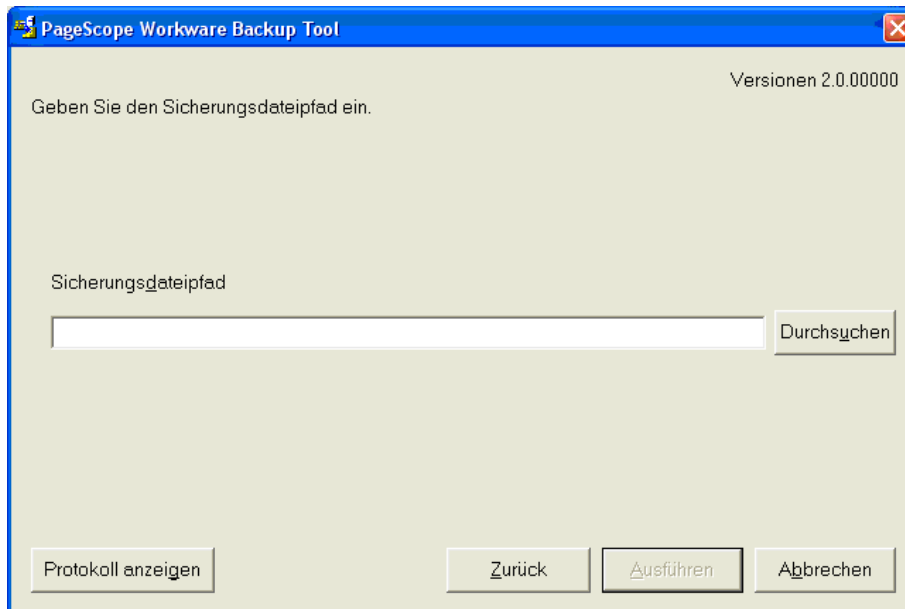 PageScope Workware Backup Tool
Versionen 2.0.00000
Geben Sie den Sicherungsdateipfad ein.
Sicherungsdateipfad
Durchsuchen
Protokoll anzeigen
Zurück
Ausführen
Abbrechen